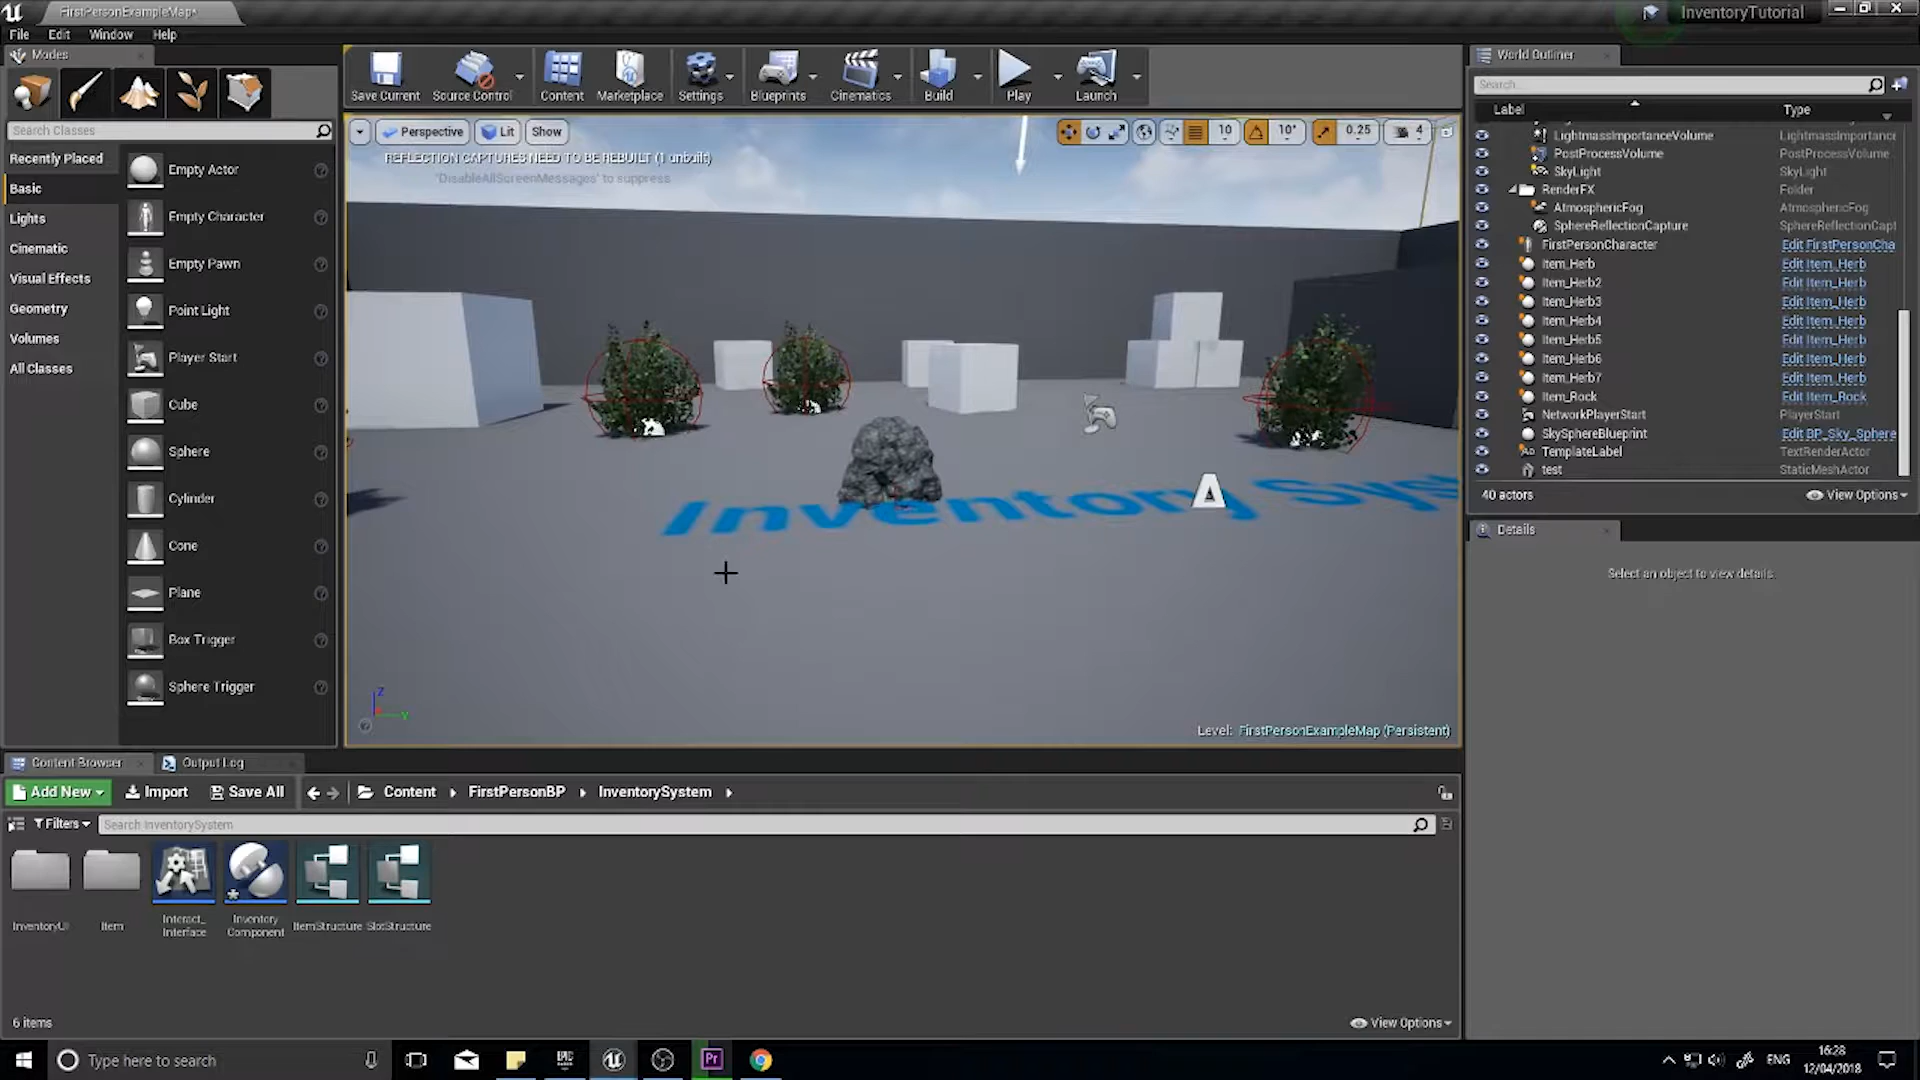 FirstPersonExampleMap*
InventoryTutorial
File Edit Window Help
Modes
Search Classes
Recently Placed
Basic
Lights
Cinematic
Visual Effects
Geometry
Volumes
All Classes
Empty Actor
Empty Character
Empty Pawn
Point Light
Player Start
Cube
Sphere
Cylinder
Cone
Plane
Box Trigger
Sphere Trigger
Save Current Source Control Content Marketplace Settings Blueprints Cinematics Build Play Launch
Perspective Lit Show
10 10° 0.25 4
REFLECTION CAPTURES NEED TO BE REBUILT (1 unbuilt)
'DisableAllScreenMessages' to suppress
Inventory Sys
A
Z
Y
Level: FirstPersonExampleMap (Persistent)
World Outliner
Search...
Label Type
LightmassImportanceVolume LightmassImportance
PostProcessVolume PostProcessVolume
SkyLight SkyLight
RenderFX Folder
AtmosphericFog AtmosphericFog
SphereReflectionCapture SphereReflectionCapt
FirstPersonCharacter Edit FirstPersonCha
Item_Herb Edit Item_Herb
Item_Herb2 Edit Item_Herb
Item_Herb3 Edit Item_Herb
Item_Herb4 Edit Item_Herb
Item_Herb5 Edit Item_Herb
Item_Herb6 Edit Item_Herb
Item_Herb7 Edit Item_Herb
Item_Rock Edit Item_Rock
NetworkPlayerStart PlayerStart
SkySphereBlueprint Edit BP_Sky_Sphere
TemplateLabel TextRenderActor
test StaticMeshActor
40 actors View Options
Details
Select an object to view details.
Content Browser Output Log
Add New Import Save All Content FirstPersonBP InventorySystem
Filters Search InventorySystem
InventoryUI
Item
Interact_
Interface
Inventory
Component
ItemStructure
SlotStructure
6 items View Options
Type here to search
EPIC
Pr
ENG
16:28
12/04/2018